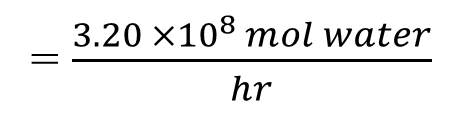 = 3.20 ×10⁸ mol water
hr